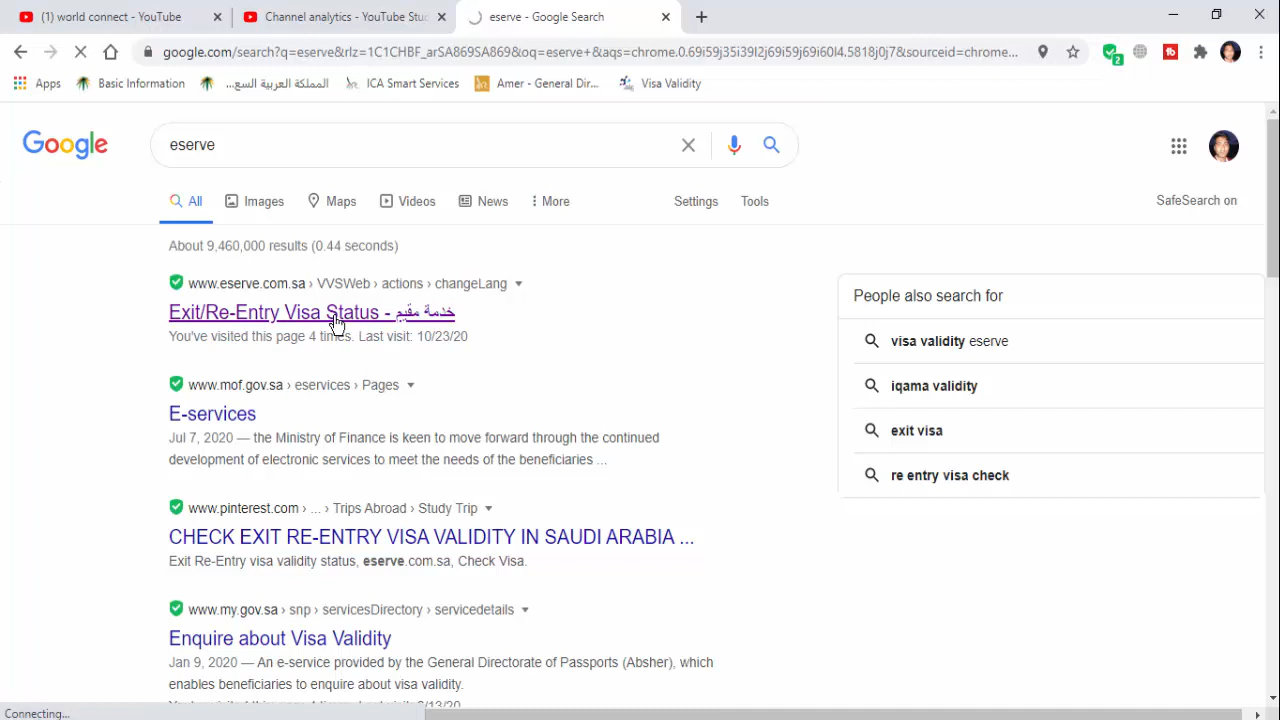 (1) world connect - YouTube
Channel analytics - YouTube Stu
eserve - Google Search
google.com/search?q=eserve&rlz=1C1CHBF_arSA869SA869&oq=eserve+&aqs=chrome.0.69i59j35i39l2j69i59j69i60l4.5818j0j7&sourceid=chrome...
2
tb
Apps
Basic Information
المملكة العربية السع...
ICA Smart Services
Amer - General Dir...
Visa Validity
Google
eserve
All
Images
Maps
Videos
News
More
Settings
Tools
SafeSearch on
About 9,460,000 results (0.44 seconds)
www.eserve.com.sa › VVSWeb › actions › changeLang
Exit/Re-Entry Visa Status - خدمة مقيم
You've visited this page 4 times. Last visit: 10/23/20
www.mof.gov.sa › eservices › Pages
E-services
Jul 7, 2020 — the Ministry of Finance is keen to move forward through the continued
development of electronic services to meet the needs of the beneficiaries ...
www.pinterest.com › ... › Trips Abroad › Study Trip
CHECK EXIT RE-ENTRY VISA VALIDITY IN SAUDI ARABIA ...
Exit Re-Entry visa validity status, eserve.com.sa, Check Visa.
www.my.gov.sa › snp › servicesDirectory › servicedetails
Enquire about Visa Validity
Jan 9, 2020 — An e-service provided by the General Directorate of Passports (Absher), which
enables beneficiaries to enquire about visa validity.
People also search for
visa validity eserve
iqama validity
exit visa
re entry visa check
Connecting...